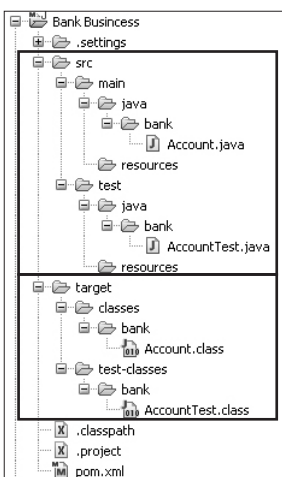 Bank Busincess
.settings
src
main
java
bank
Account.java
resources
test
java
bank
AccountTest.java
resources
target
classes
bank
Account.class
test-classes
bank
AccountTest.class
.classpath
.project
pom.xml